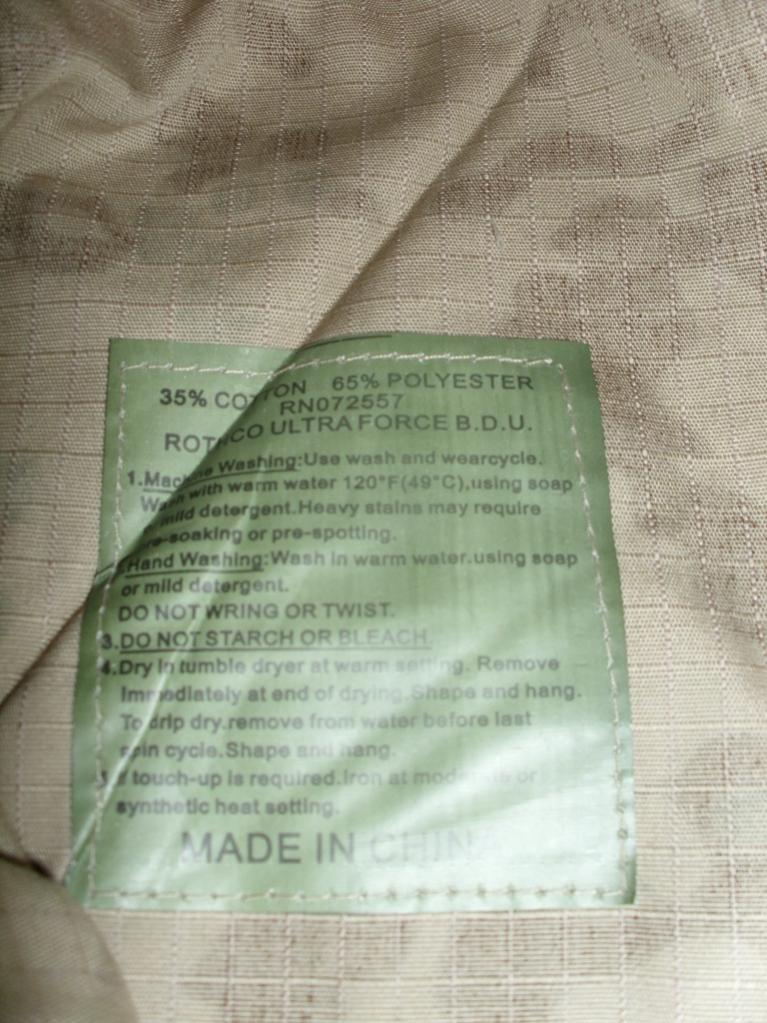 35% COTTON 65% POLYESTER
RN072557
ROTHCO ULTRA FORCE B.D.U.
1.Machine Washing:Use wash and wearcycle.
Wash with warm water 120°F(49°C),using soap
mild detergent.Heavy stains may require
pre-soaking or pre-spotting.
Hand Washing:Wash in warm water.using soap
or mild detergent.
DO NOT WRING OR TWIST.
3.DO NOT STARCH OR BLEACH.
4.Dry in tumble dryer at warm setting. Remove
Immediately at end of drying.Shape and hang.
To drip dry.remove from water before last
spin cycle.Shape and hang.
touch-up is required.Iron at moderate or
synthetic heat setting.
MADE IN CHINA